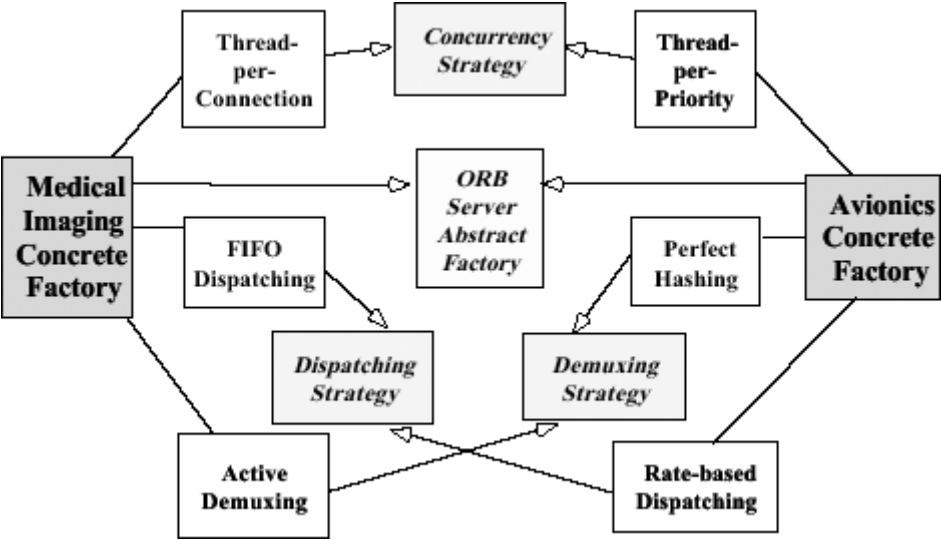 Thread-
per-
Connection
Concurrency
Strategy
Thread-
per-
Priority
Medical
Imaging
Concrete
Factory
ORB
Server
Abstract
Factory
Avionics
Concrete
Factory
FIFO
Dispatching
Perfect
Hashing
Dispatching
Strategy
Demuxing
Strategy
Active
Demuxing
Rate-based
Dispatching